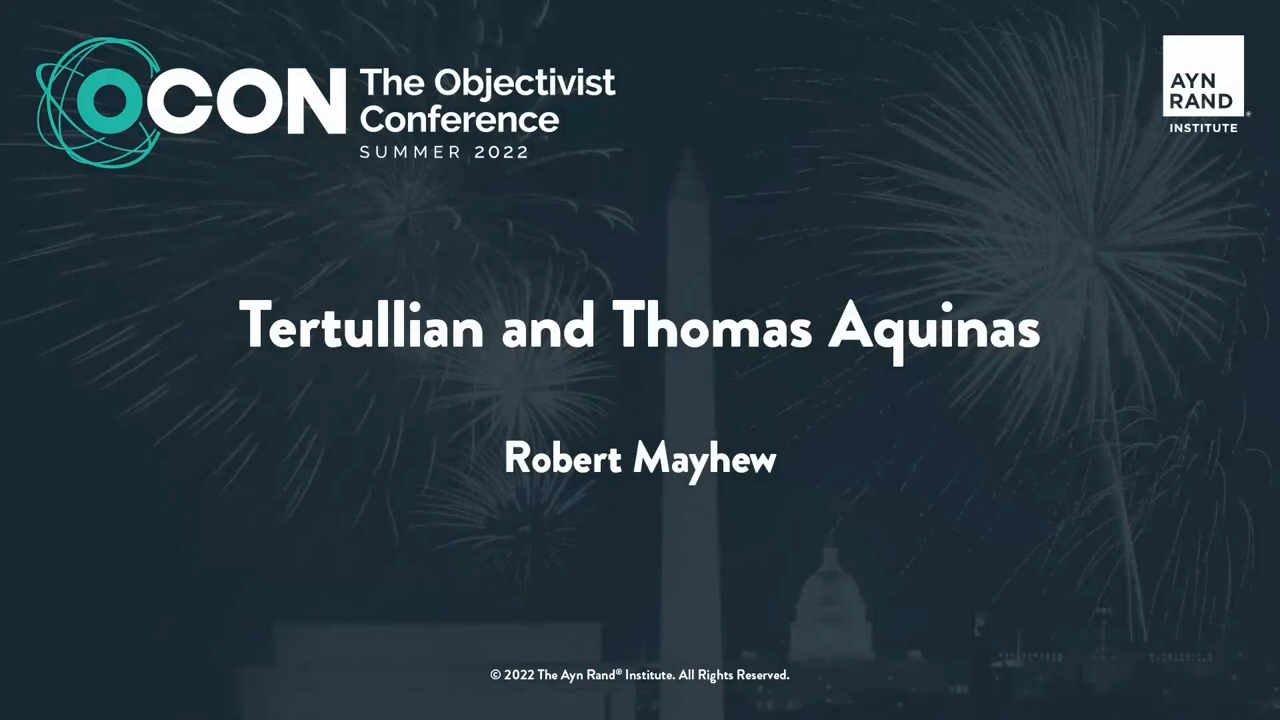 OCON
The Objectivist
Conference
SUMMER 2022
AYN
RAND
®
INSTITUTE
Tertullian and Thomas Aquinas
Robert Mayhew
© 2022 The Ayn Rand® Institute. All Rights Reserved.